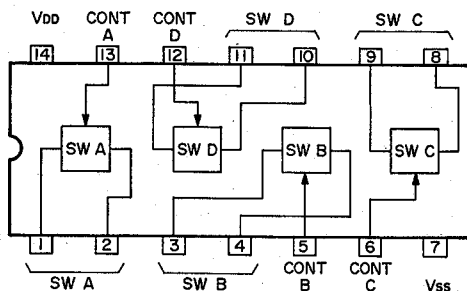 VDD CONT A CONT D SW D SW C
14 13 12 11 10 9 8
SW A SW D SW B SW C
1 2 3 4 5 6 7
SW A SW B CONT B CONT C VSS